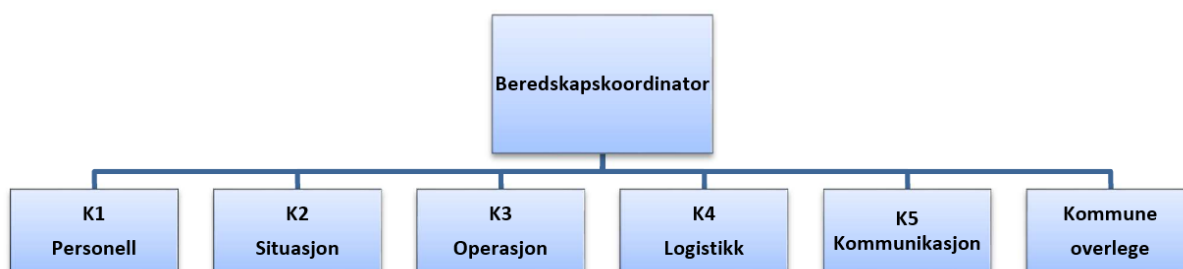 Beredskapskoordinator
K1
Personell
K2
Situasjon
K3
Operasjon
K4
Logistikk
K5
Kommunikasjon
Kommune
overlege